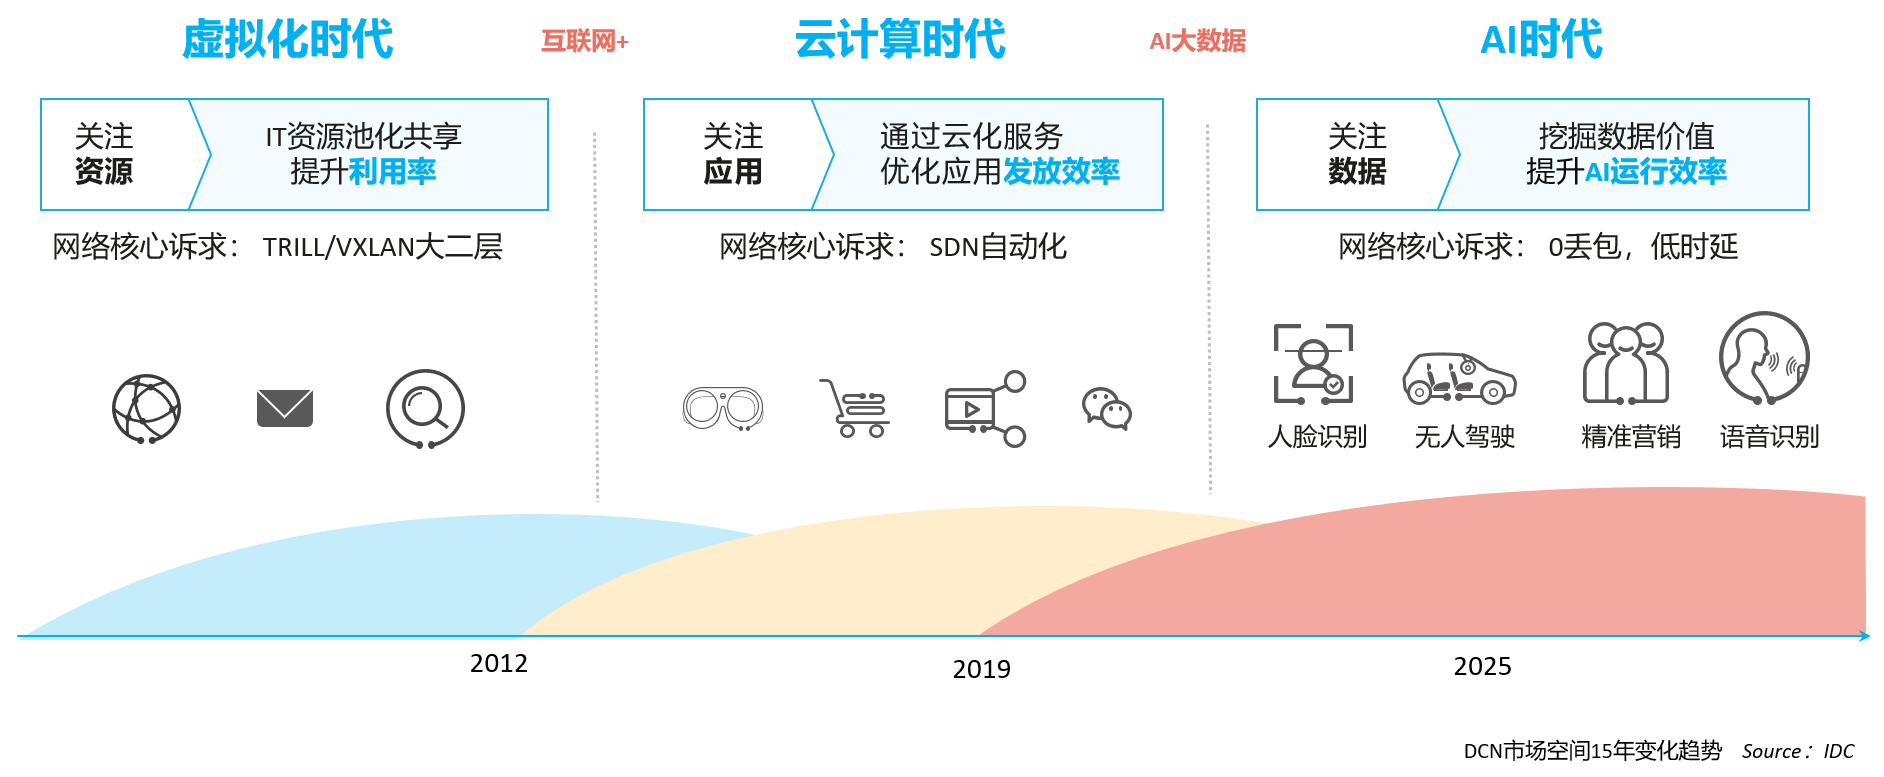 虚拟化时代
互联网+
云计算时代
AI大数据
AI时代
关注
资源
IT资源池化共享
提升利用率
关注
应用
通过云化服务
优化应用发放效率
关注
数据
挖掘数据价值
提升AI运行效率
网络核心诉求： TRILL/VXLAN大二层
网络核心诉求： SDN自动化
网络核心诉求： 0丢包，低时延
人脸识别
无人驾驶
精准营销
语音识别
2012
2019
2025
DCN市场空间15年变化趋势 Source：IDC